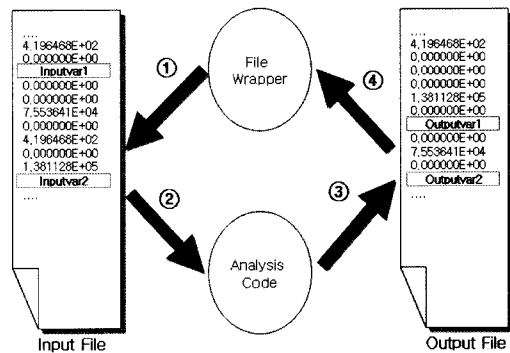 ....
4,196468E+02
0,000000E+00
Inputvar1
0,000000E+00
0,000000E+00
7,553641E+04
0,000000E+00
4,196468E+02
0,000000E+00
1,381128E+05
Inputvar2
....
Input File
①
②
File
Wrapper
Analysis
Code
④
③
....
4,196468E+02
0,000000E+00
0,000000E+00
0,000000E+00
1,381128E+05
0,000000E+00
Outputvar1
0,000000E+00
7,553641E+04
0,000000E+00
Outputvar2
....
Output File